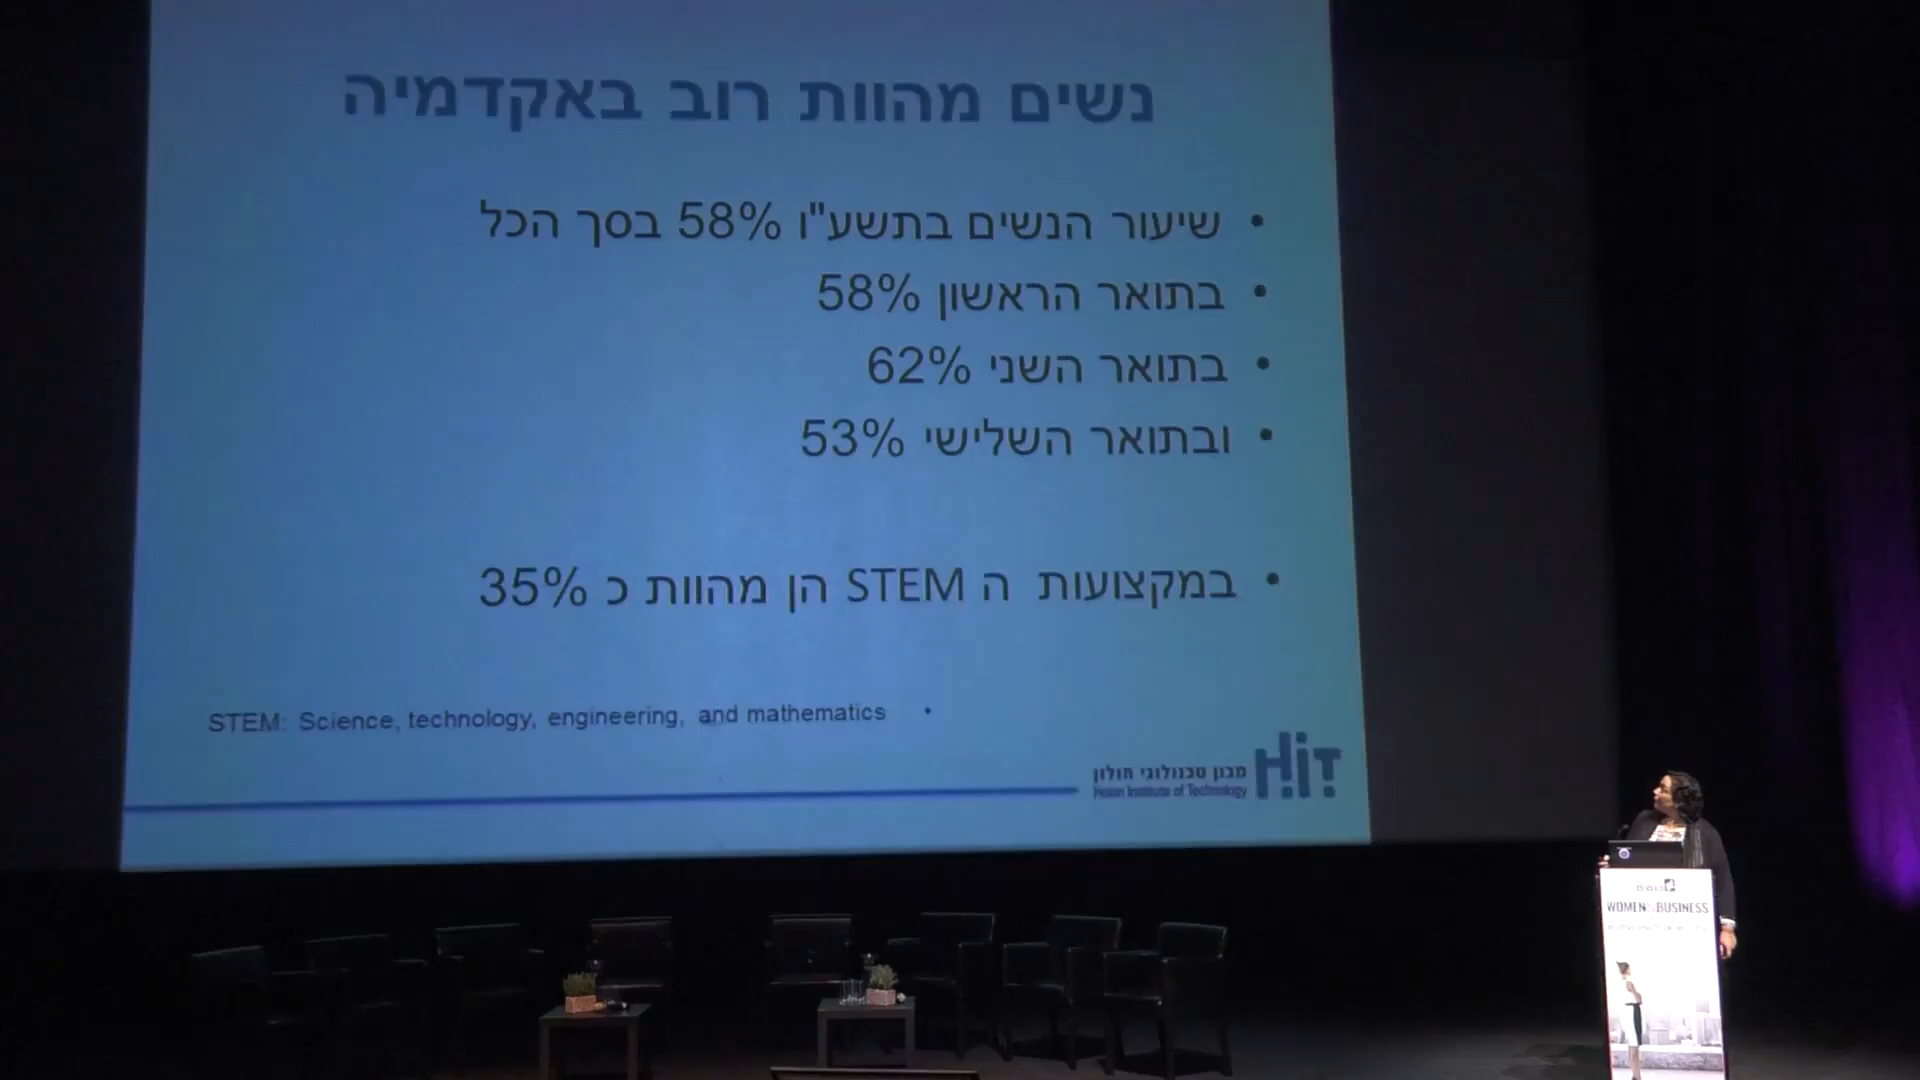 נשים מהוות רוב באקדמיה
• שיעור הנשים בתשע"ו 58% בסך הכל
• בתואר הראשון 58%
• בתואר השני 62%
• ובתואר השלישי 53%
• במקצועות ה STEM הן מהוות כ 35%
• STEM: Science, technology, engineering, and mathematics
מכון טכנולוגי חולון
Holon Institute of Technology
HIT
WOMEN BUSINESS